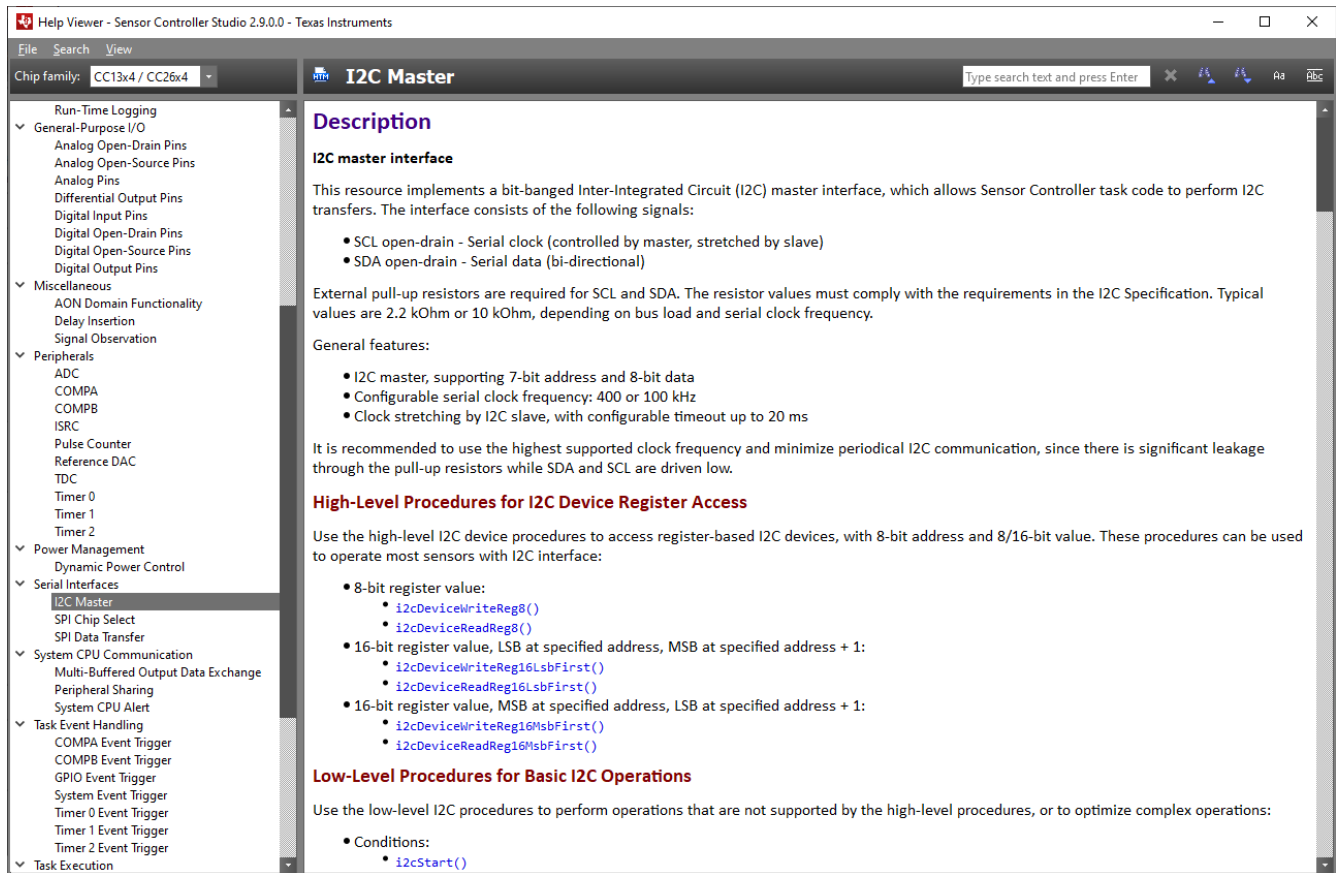 Help Viewer - Sensor Controller Studio 2.9.0.0 - Texas Instruments
File Search View
Chip family: CC13x4 / CC26x4
HTM I2C Master
Type search text and press Enter
Aa Abc
Run-Time Logging
General-Purpose I/O
Analog Open-Drain Pins
Analog Open-Source Pins
Analog Pins
Differential Output Pins
Digital Input Pins
Digital Open-Drain Pins
Digital Open-Source Pins
Digital Output Pins
Miscellaneous
AON Domain Functionality
Delay Insertion
Signal Observation
Peripherals
ADC
COMPA
COMPB
ISRC
Pulse Counter
Reference DAC
TDC
Timer 0
Timer 1
Timer 2
Power Management
Dynamic Power Control
Serial Interfaces
I2C Master
SPI Chip Select
SPI Data Transfer
System CPU Communication
Multi-Buffered Output Data Exchange
Peripheral Sharing
System CPU Alert
Task Event Handling
COMPA Event Trigger
COMPB Event Trigger
GPIO Event Trigger
System Event Trigger
Timer 0 Event Trigger
Timer 1 Event Trigger
Timer 2 Event Trigger
Task Execution
Description
I2C master interface
This resource implements a bit-banged Inter-Integrated Circuit (I2C) master interface, which allows Sensor Controller task code to perform I2C
transfers. The interface consists of the following signals:
• SCL open-drain - Serial clock (controlled by master, stretched by slave)
• SDA open-drain - Serial data (bi-directional)
External pull-up resistors are required for SCL and SDA. The resistor values must comply with the requirements in the I2C Specification. Typical
values are 2.2 kOhm or 10 kOhm, depending on bus load and serial clock frequency.
General features:
• I2C master, supporting 7-bit address and 8-bit data
• Configurable serial clock frequency: 400 or 100 kHz
• Clock stretching by I2C slave, with configurable timeout up to 20 ms
It is recommended to use the highest supported clock frequency and minimize periodical I2C communication, since there is significant leakage
through the pull-up resistors while SDA and SCL are driven low.
High-Level Procedures for I2C Device Register Access
Use the high-level I2C device procedures to access register-based I2C devices, with 8-bit address and 8/16-bit value. These procedures can be used
to operate most sensors with I2C interface:
• 8-bit register value:
• i2cDeviceWriteReg8()
• i2cDeviceReadReg8()
• 16-bit register value, LSB at specified address, MSB at specified address + 1:
• i2cDeviceWriteReg16LsbFirst()
• i2cDeviceReadReg16LsbFirst()
• 16-bit register value, MSB at specified address, LSB at specified address + 1:
• i2cDeviceWriteReg16MsbFirst()
• i2cDeviceReadReg16MsbFirst()
Low-Level Procedures for Basic I2C Operations
Use the low-level I2C procedures to perform operations that are not supported by the high-level procedures, or to optimize complex operations:
• Conditions:
• i2cStart()